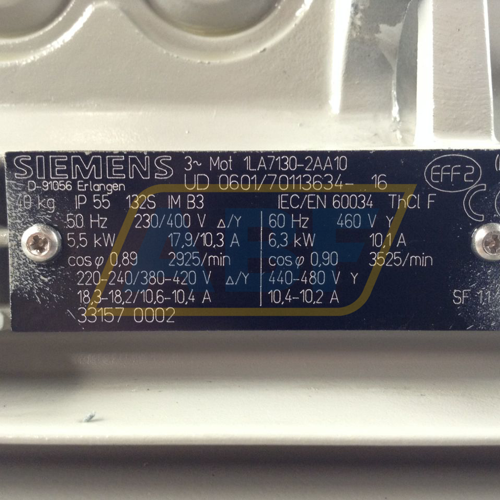 SIEMENS 3~ Mot 1LA7130-2AA10
D-91056 Erlangen UD 0601/70113634- 16 EFF2
kg IP 55 132S IM B3 IEC/EN 60034 ThCl F
50 Hz 230/400 V Δ/Y 60 Hz 460 V Y
5,5 kW 17,9/10,3 A 6,3 kW 10,1 A
cosφ 0,89 2925/min cosφ 0,90 3525/min
220-240/380-420 V Δ/Y 440-480 V Y
18,3-18,2/10,6-10,4 A 10,4-10,2 A SF 1.1
33157 0002
ABF